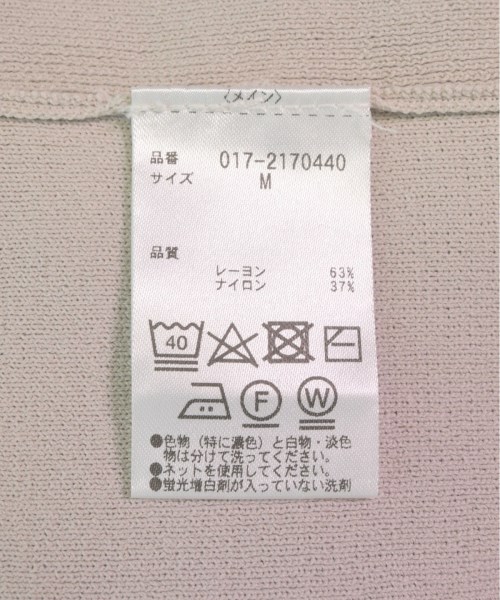 〈メイン〉
品番 017-2170440
サイズ M
品質
レーヨン 63%
ナイロン 37%
40
F W
●色物（特に濃色）と白物・淡色
物は分けて洗ってください。
●ネットを使用してください。
●蛍光増白剤が入っていない洗剤